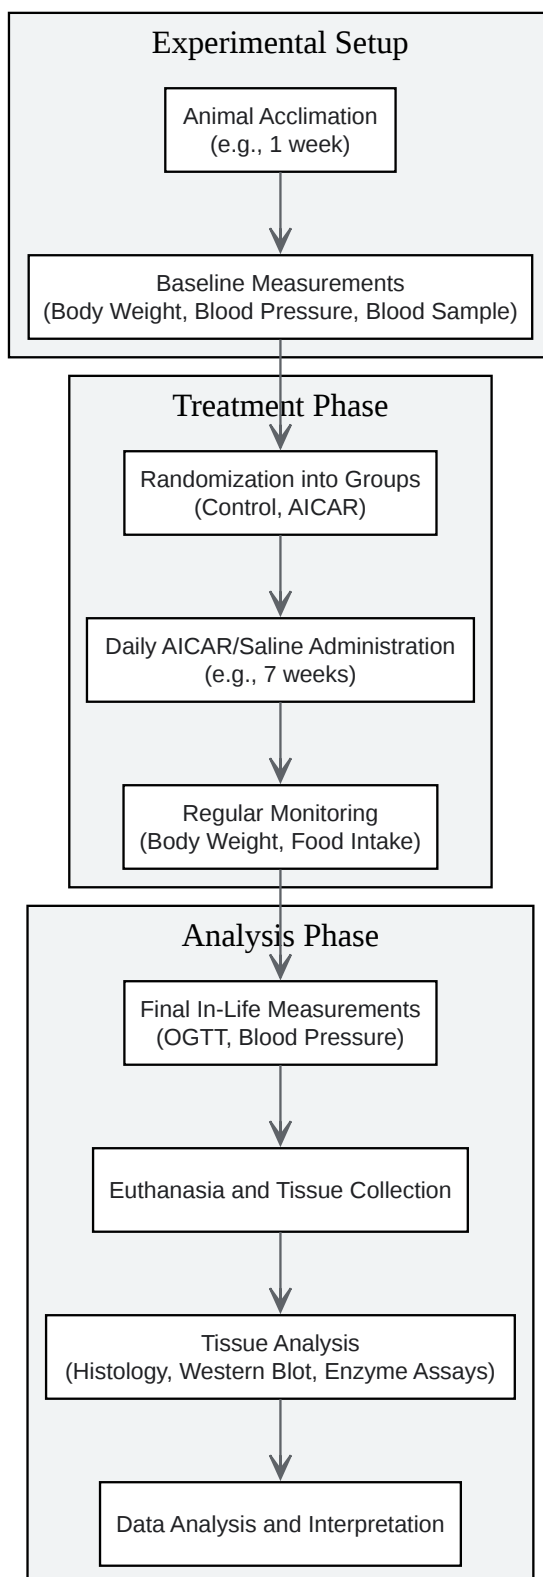 Experimental Setup
Animal Acclimation
(e.g., 1 week)
Baseline Measurements
(Body Weight, Blood Pressure, Blood Sample)
Treatment Phase
Randomization into Groups
(Control, AICAR)
Daily AICAR/Saline Administration
(e.g., 7 weeks)
Regular Monitoring
(Body Weight, Food Intake)
Analysis Phase
Final In-Life Measurements
(OGTT, Blood Pressure)
Euthanasia and Tissue Collection
Tissue Analysis
(Histology, Western Blot, Enzyme Assays)
Data Analysis and Interpretation